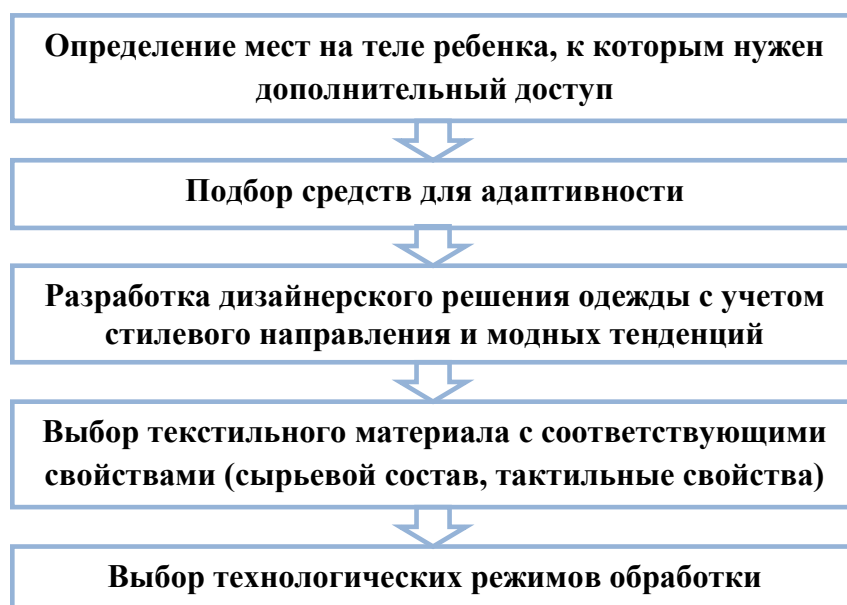 Определение мест на теле ребенка, к которым нужен
дополнительный доступ
Подбор средств для адаптивности
Разработка дизайнерского решения одежды с учетом
стилевого направления и модных тенденций
Выбор текстильного материала с соответствующими
свойствами (сырьевой состав, тактильные свойства)
Выбор технологических режимов обработки